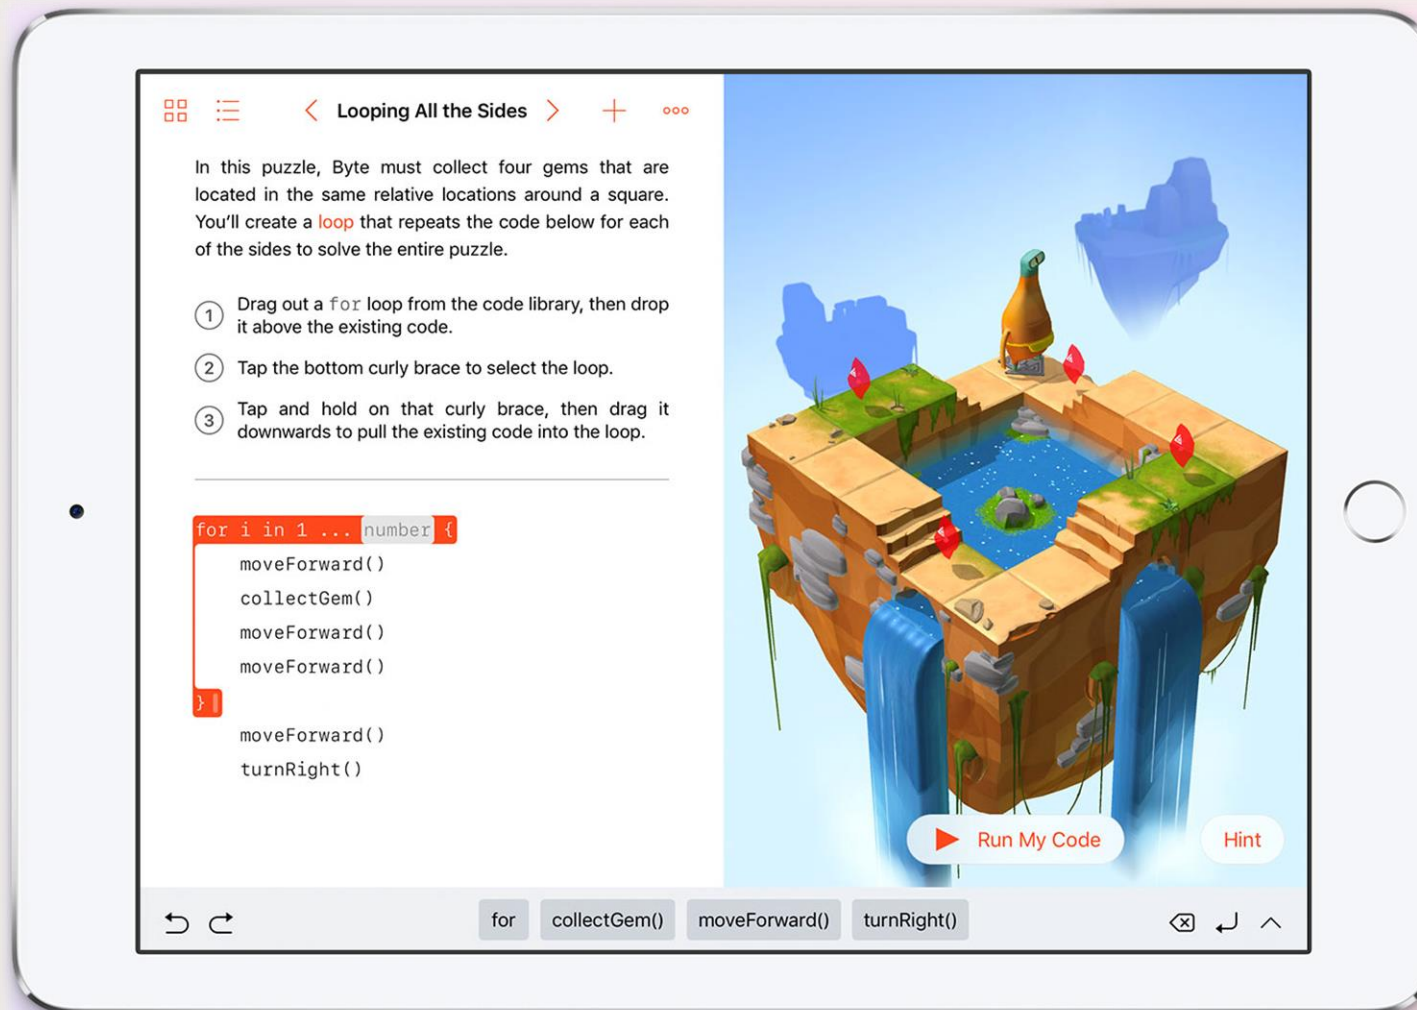 Looping All the Sides
In this puzzle, Byte must collect four gems that are
located in the same relative locations around a square.
You'll create a loop that repeats the code below for each
of the sides to solve the entire puzzle.
1 Drag out a for loop from the code library, then drop
it above the existing code.
2 Tap the bottom curly brace to select the loop.
3 Tap and hold on that curly brace, then drag it
downwards to pull the existing code into the loop.
for i in 1 ... number {
moveForward()
collectGem()
moveForward()
moveForward()
}
moveForward()
turnRight()
Run My Code
Hint
for collectGem() moveForward() turnRight()